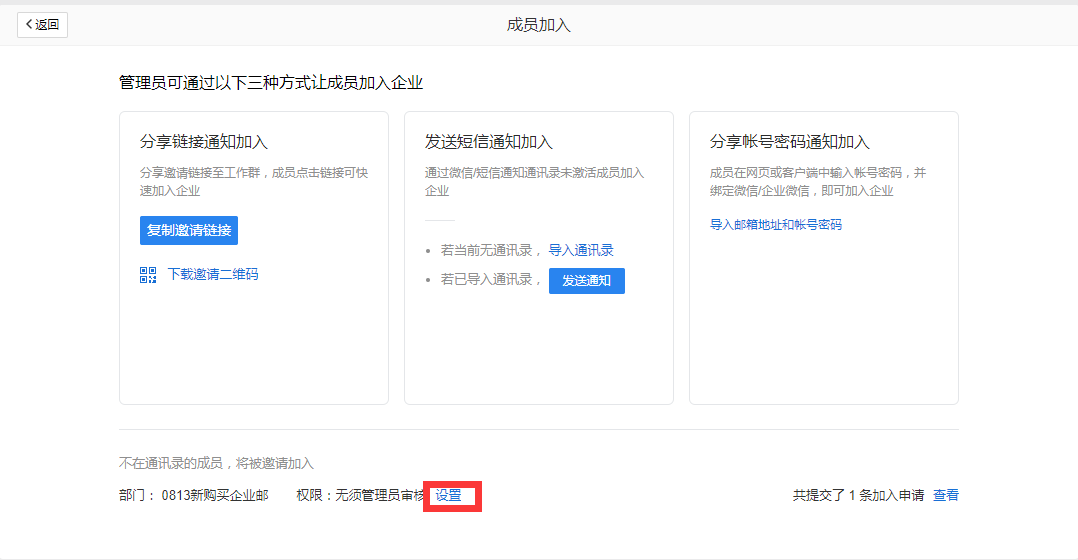 返回
成员加入
管理员可通过以下三种方式让成员加入企业
分享链接通知加入
分享邀请链接至工作群，成员点击链接可快
速加入企业
复制邀请链接
下载邀请二维码
发送短信通知加入
通过微信/短信通知通讯录未激活成员加入
企业
若当前无通讯录， 导入通讯录
若已导入通讯录， 发送通知
分享帐号密码通知加入
成员在网页或客户端中输入帐号密码，并
绑定微信/企业微信，即可加入企业
导入邮箱地址和帐号密码
不在通讯录的成员，将被邀请加入
部门： 0813新购买企业邮 权限：无须管理员审核 设置 共提交了 1 条加入申请 查看